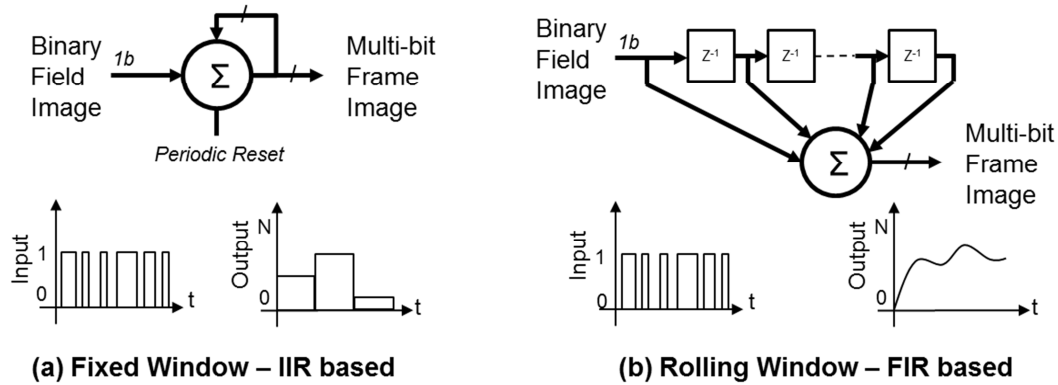 Binary
Field
Image
1b
Σ
Periodic Reset
Multi-bit
Frame
Image
Input
1
0
t
Output
N
0
t
(a) Fixed Window – IIR based
Binary
Field
Image
1b
Z-1
Z-1
Z-1
Σ
Multi-bit
Frame
Image
Input
1
0
t
Output
N
0
t
(b) Rolling Window – FIR based